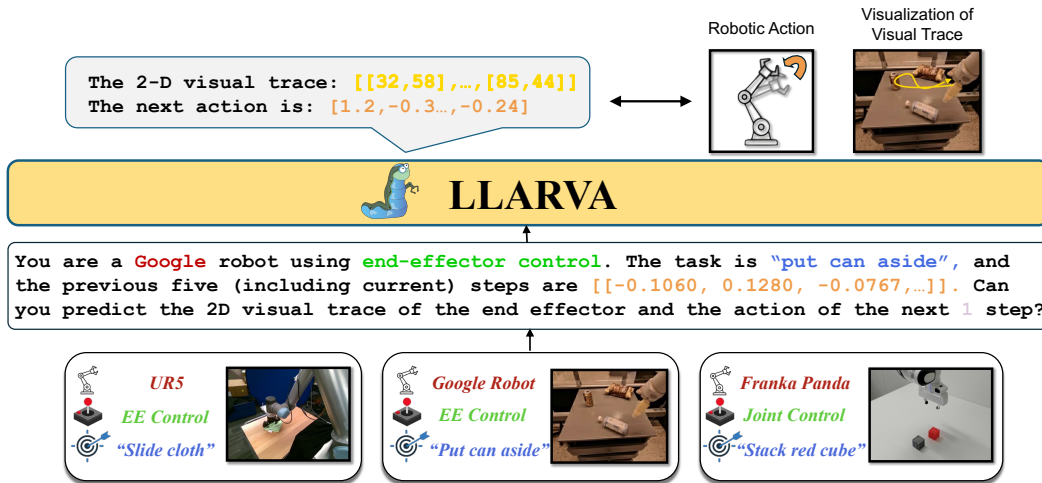 Robotic Action
Visualization of
Visual Trace
The 2-D visual trace: [[32,58],…,[85,44]]
The next action is: [1.2,-0.3…,-0.24]
LLARVA
You are a Google robot using end-effector control. The task is “put can aside”, and
the previous five (including current) steps are [[-0.1060, 0.1280, -0.0767,…]]. Can
you predict the 2D visual trace of the end effector and the action of the next 1 step?
UR5
EE Control
“Slide cloth”
Google Robot
EE Control
“Put can aside”
Franka Panda
Joint Control
“Stack red cube”